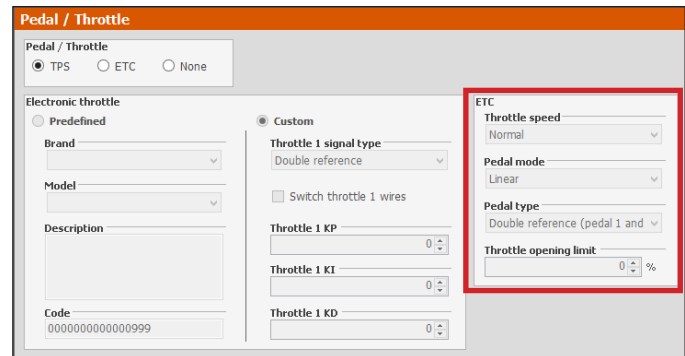 Pedal / Throttle
Pedal / Throttle
TPS ETC None
Electronic throttle
Predefined
Brand
Model
Description
Code
0000000000000999
Custom
Throttle 1 signal type
Double reference
Switch throttle 1 wires
Throttle 1 KP
0
Throttle 1 KI
0
Throttle 1 KD
0
ETC
Throttle speed
Normal
Pedal mode
Linear
Pedal type
Double reference (pedal 1 and
Throttle opening limit
0 %